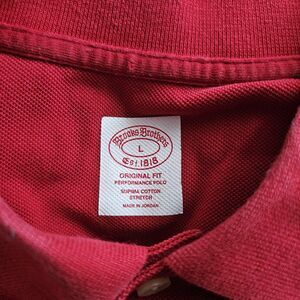 Brooks Brothers
L
Est. 1818
ORIGINAL FIT
PERFORMANCE POLO
SUPIMA COTTON
STRETCH
MADE IN JORDAN